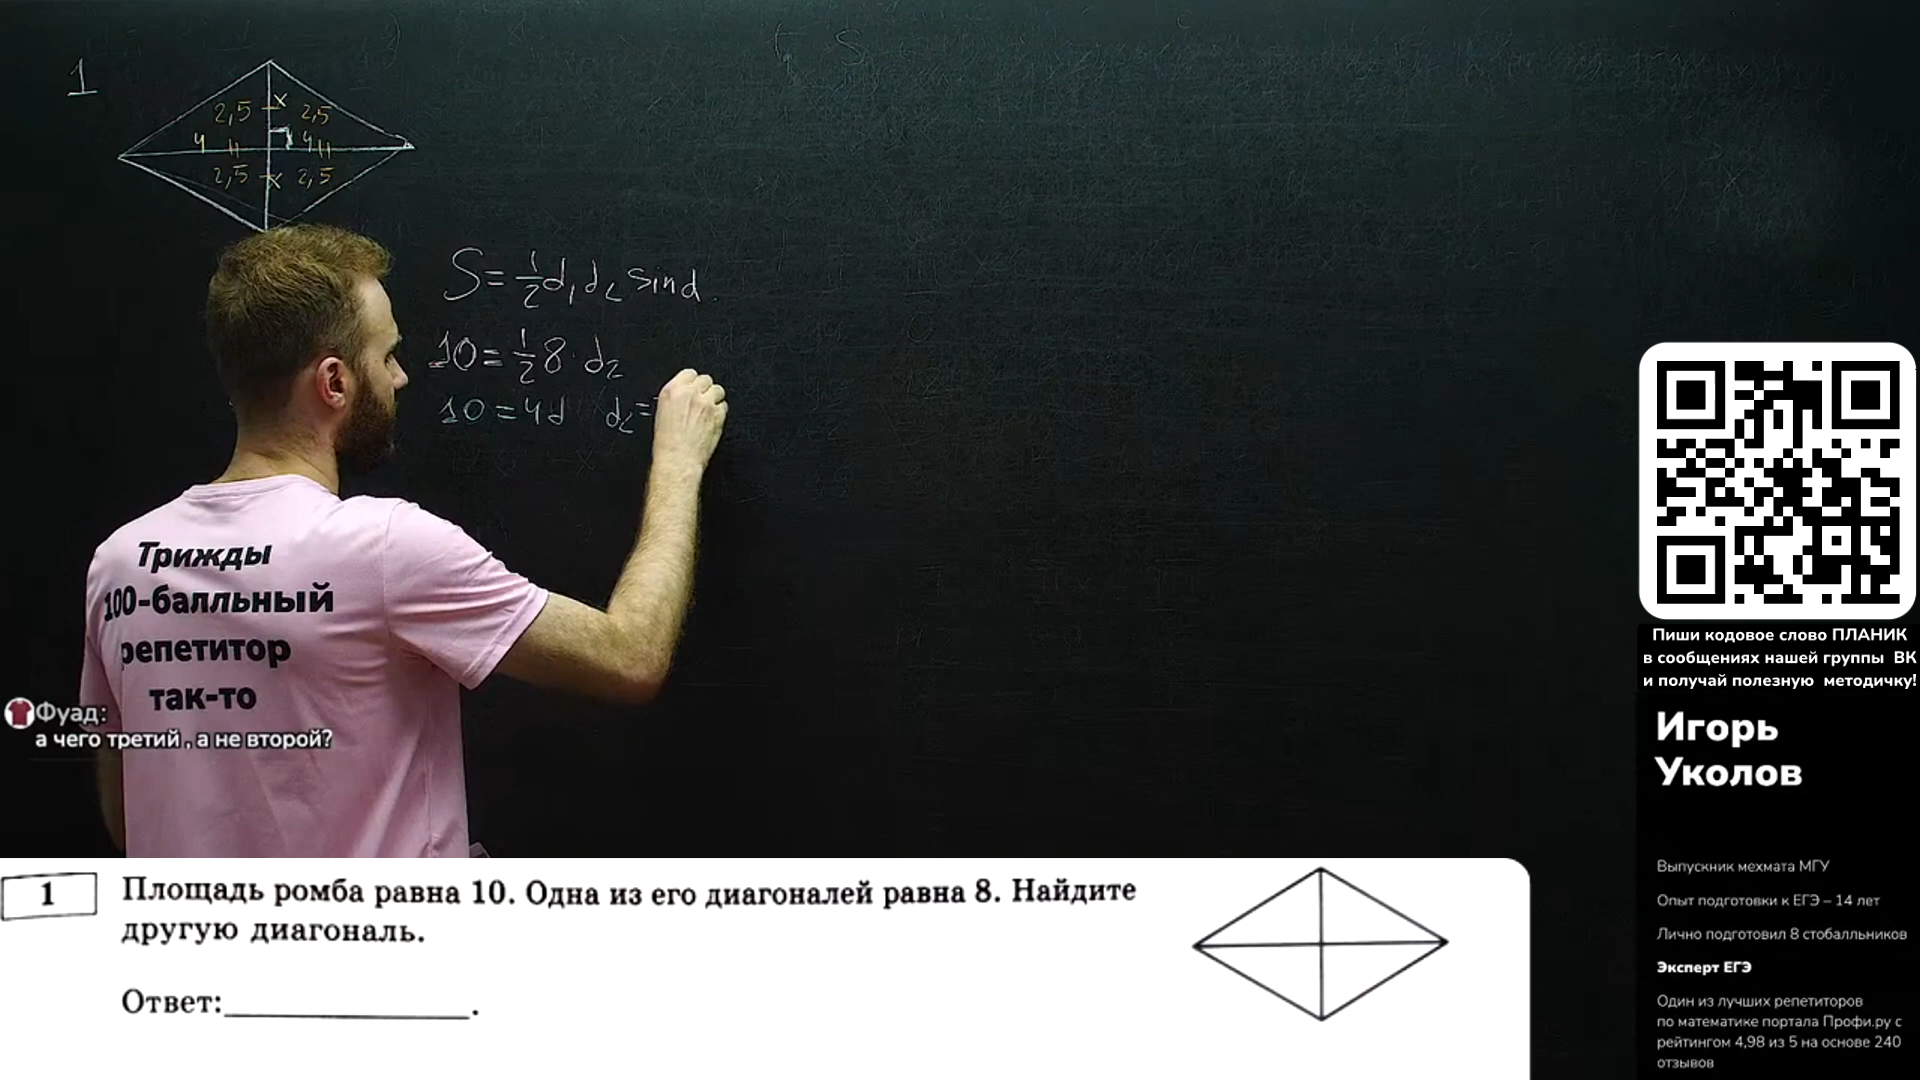 1
2,5 x 2,5
4 4
2,5 x 2,5
S = 1/2 d₁ d₂ sin α.
10 = 1/2 8 · d₂
10 = 4d d₂ =
Трижды
100-балльный
репетитор
так-то
Фуад:
а чего третий , а не второй?
Пиши кодовое слово ПЛАНИК
в сообщениях нашей группы ВК
и получай полезную методичку!
Игорь
Уколов
Выпускник мехмата МГУ
Опыт подготовки к ЕГЭ – 14 лет
Лично подготовил 8 стобалльников
Эксперт ЕГЭ
Один из лучших репетиторов
по математике портала Профи.ру с
рейтингом 4,98 из 5 на основе 240
отзывов
1 Площадь ромба равна 10. Одна из его диагоналей равна 8. Найдите
другую диагональ.
Ответ: .